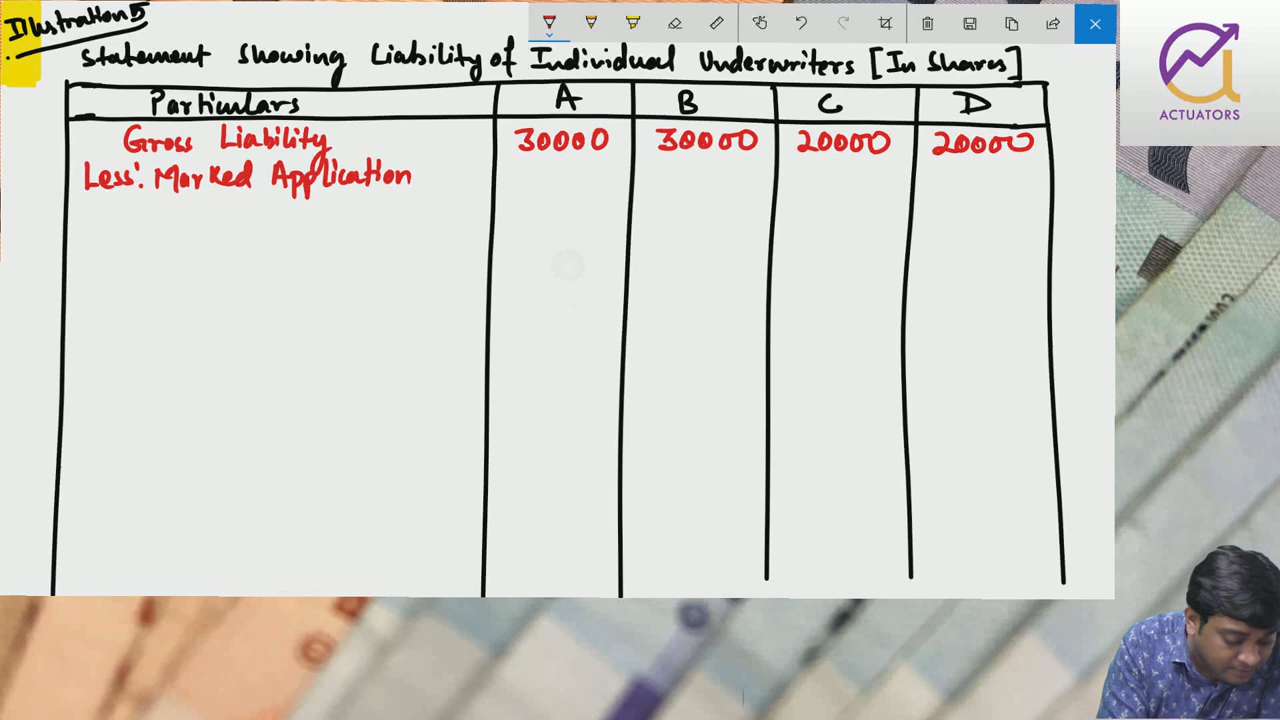 Illustration 5
Statement Showing Liability of Individual Underwriters [In Shares]
Particulars A B C D
Gross Liability 30000 30000 20000 20000
Less: Marked Application
ACTUATORS